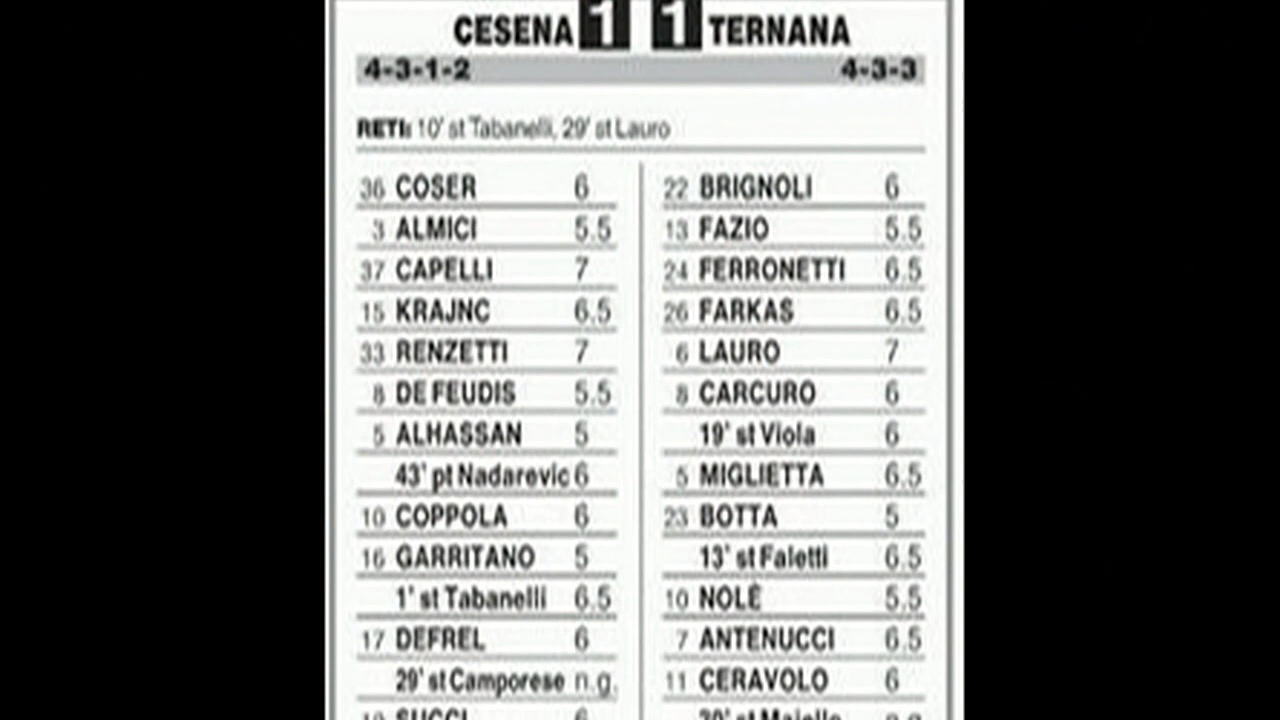 CESENA 1 1 TERNANA
4-3-1-2 4-3-3
RETI: 10' st Tabanelli, 29' st Lauro
36 COSER 6
3 ALMICI 5.5
37 CAPELLI 7
15 KRAJNC 6.5
33 RENZETTI 7
8 DE FEUDIS 5.5
5 ALHASSAN 5
43' pt Nadarevic 6
10 COPPOLA 6
16 GARRITANO 5
1' st Tabanelli 6.5
17 DEFREL 6
29' st Camporese n.g.
SUCCI 6
22 BRIGNOLI 6
13 FAZIO 5.5
24 FERRONETTI 6.5
26 FARKAS 6.5
6 LAURO 7
8 CARCURO 6
19' st Viola 6
5 MIGLIETTA 6.5
23 BOTTA 5
13' st Faletti 6.5
10 NOLÈ 5.5
7 ANTENUCCI 6.5
11 CERAVOLO 6
st Maiello